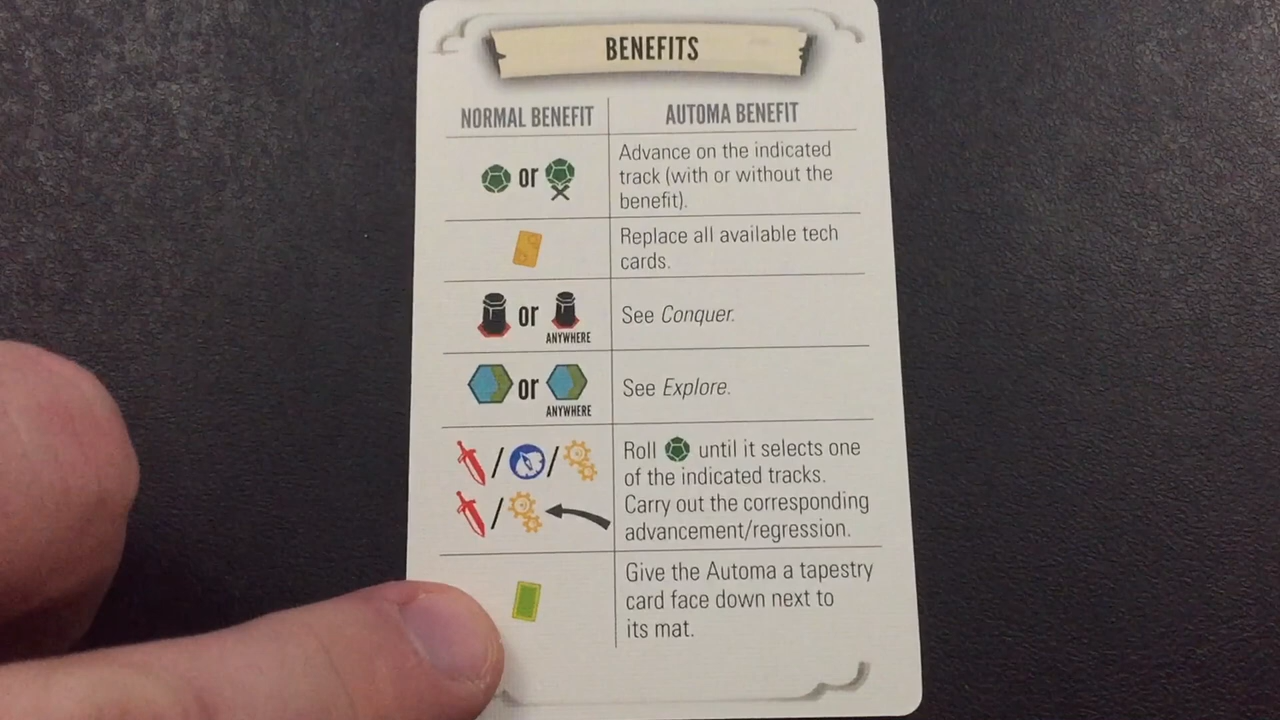 BENEFITS
NORMAL BENEFIT
AUTOMA BENEFIT
or
Advance on the indicated
track (with or without the
benefit).
Replace all available tech
cards.
or
ANYWHERE
See Conquer.
or
ANYWHERE
See Explore.
/ /
/
Roll until it selects one
of the indicated tracks.
Carry out the corresponding
advancement/regression.
Give the Automa a tapestry
card face down next to
its mat.